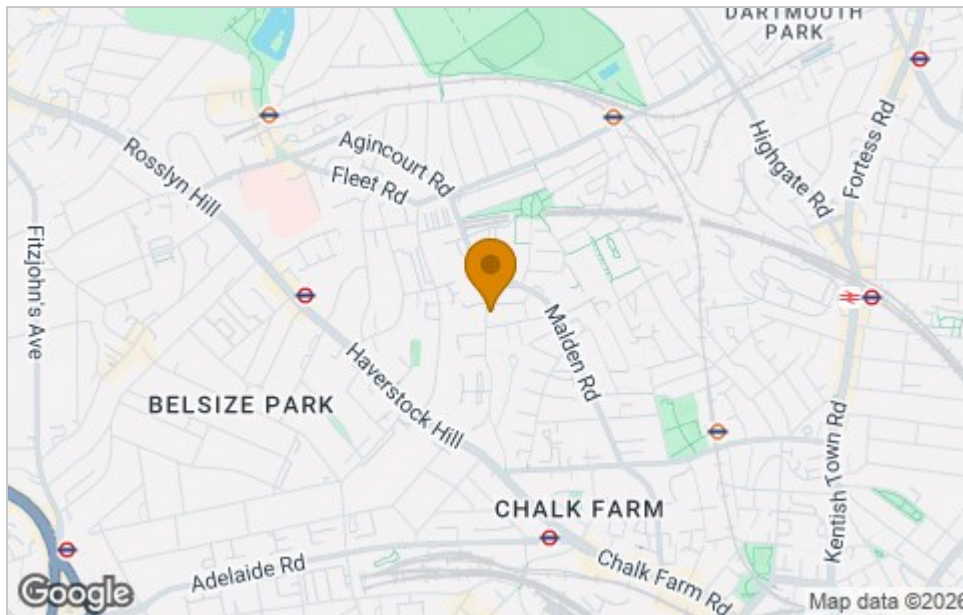 DARTMOUTH
PARK
Rosslyn Hill
Agincourt Rd
Fleet Rd
Highgate Rd
Fortess Rd
Fitzjohn's Ave
Malden Rd
BELSIZE PARK
Haverstock Hill
Kentish Town Rd
CHALK FARM
Adelaide Rd
Chalk Farm Rd
Google
Map data ©2026